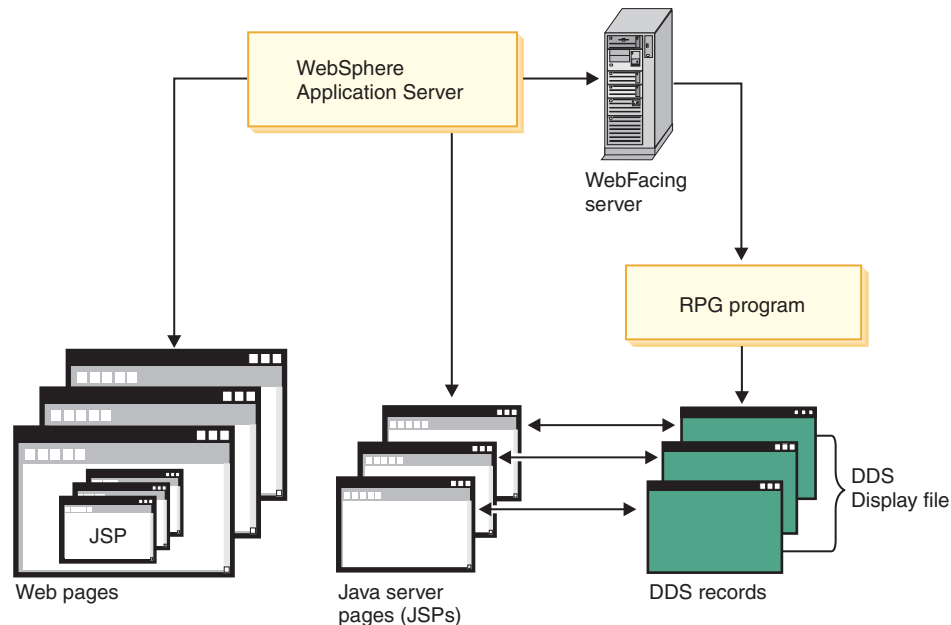 WebSphere
Application Server
WebFacing
server
RPG program
DDS
Display file
JSP
Web pages
Java server
pages (JSPs)
DDS records